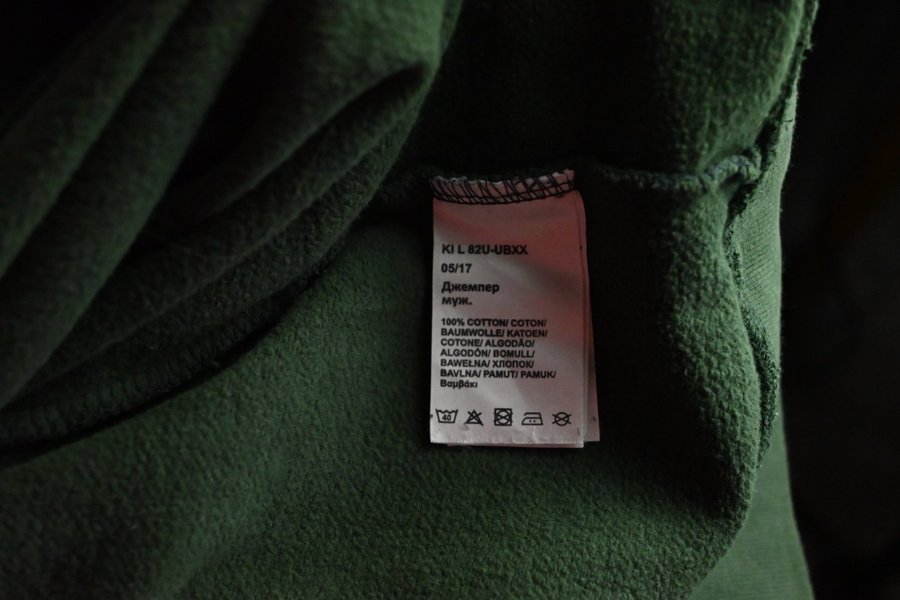 KI L 82U-UBXX
05/17
Джемпер
муж.
100% COTTON/ COTON/
BAUMWOLLE/ KATOEN/
COTONE/ ALGODÃO/
ALGODÓN/ BOMULL/
BAWEŁNA/ ХЛОПОК/
BAVLNA/ PAMUT/ PAMUK/
Βαμβάκι
40